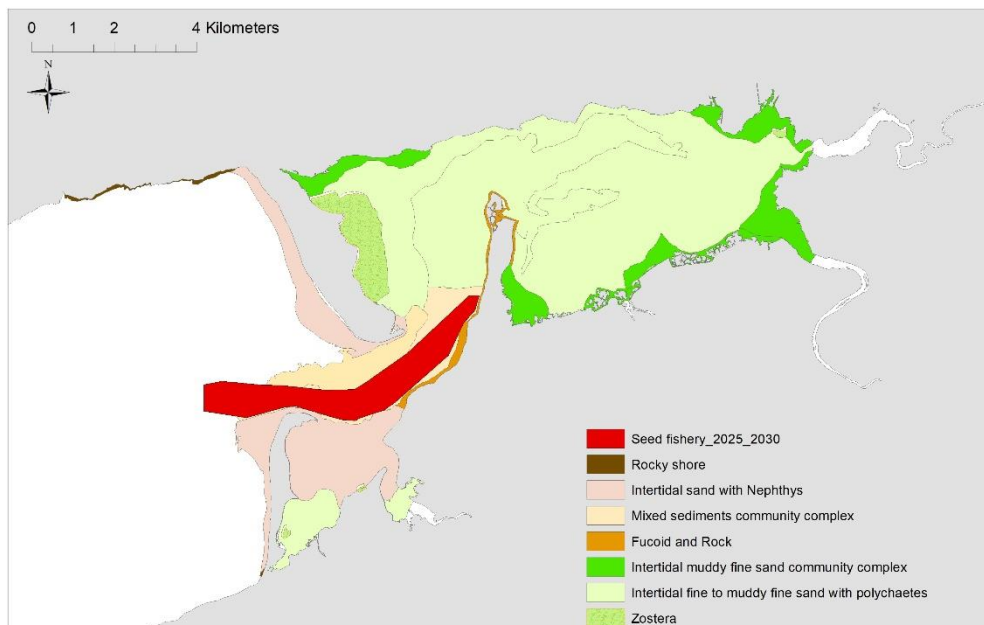 0 1 2 4 Kilometers
N
Seed fishery_2025_2030
Rocky shore
Intertidal sand with Nephthys
Mixed sediments community complex
Fucoid and Rock
Intertidal muddy fine sand community complex
Intertidal fine to muddy fine sand with polychaetes
Zostera